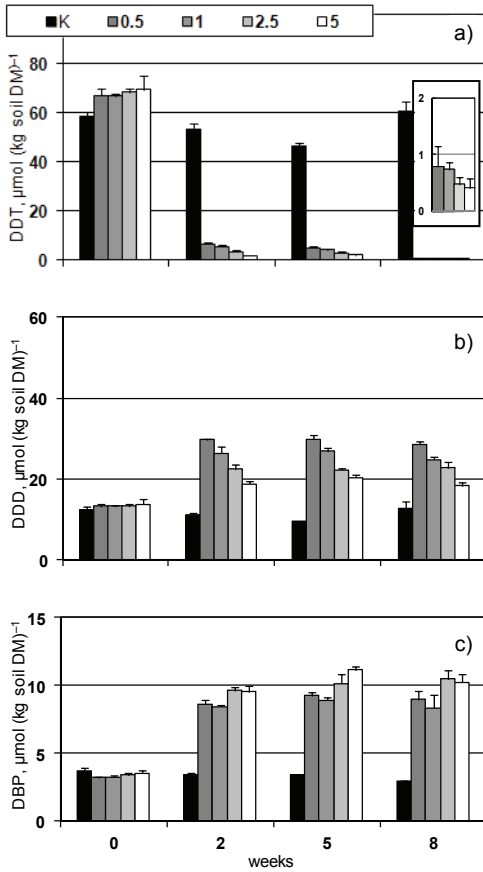 K 0.5 1 2.5 5
a)
DDT, µmol (kg soil DM)⁻¹
80
60
40
20
0
2
1
0
b)
DDD, µmol (kg soil DM)⁻¹
60
40
20
0
c)
DBP, µmol (kg soil DM)⁻¹
15
10
5
0
0 2 5 8
weeks